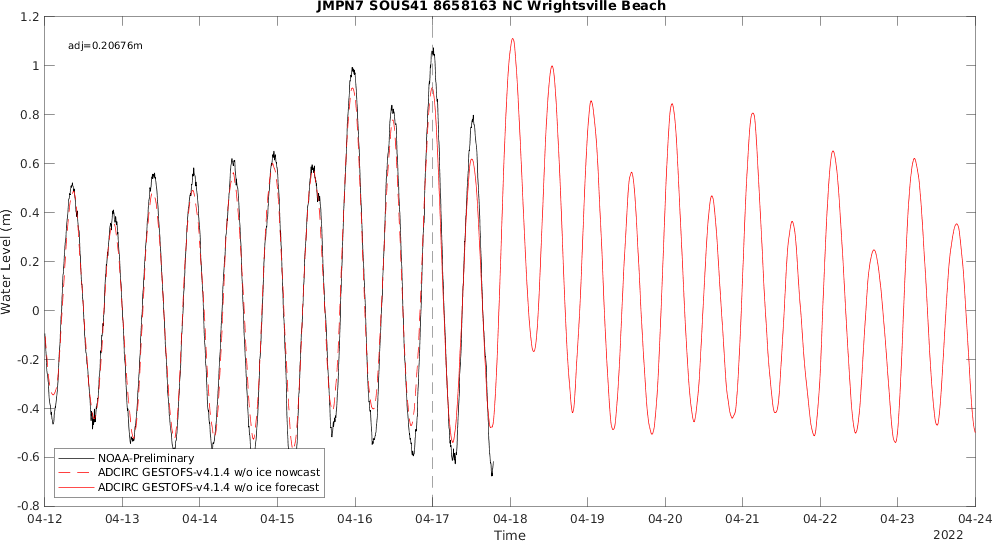 JMPN7 SOUS41 8658163 NC Wrightsville Beach
adj=0.20676m
1.2
1
0.8
0.6
0.4
0.2
0
-0.2
-0.4
-0.6
-0.8
Water Level (m)
NOAA-Preliminary
ADCIRC GESTOFS-v4.1.4 w/o ice nowcast
ADCIRC GESTOFS-v4.1.4 w/o ice forecast
04-12 04-13 04-14 04-15 04-16 04-17 04-18 04-19 04-20 04-21 04-22 04-23 04-24
Time
2022